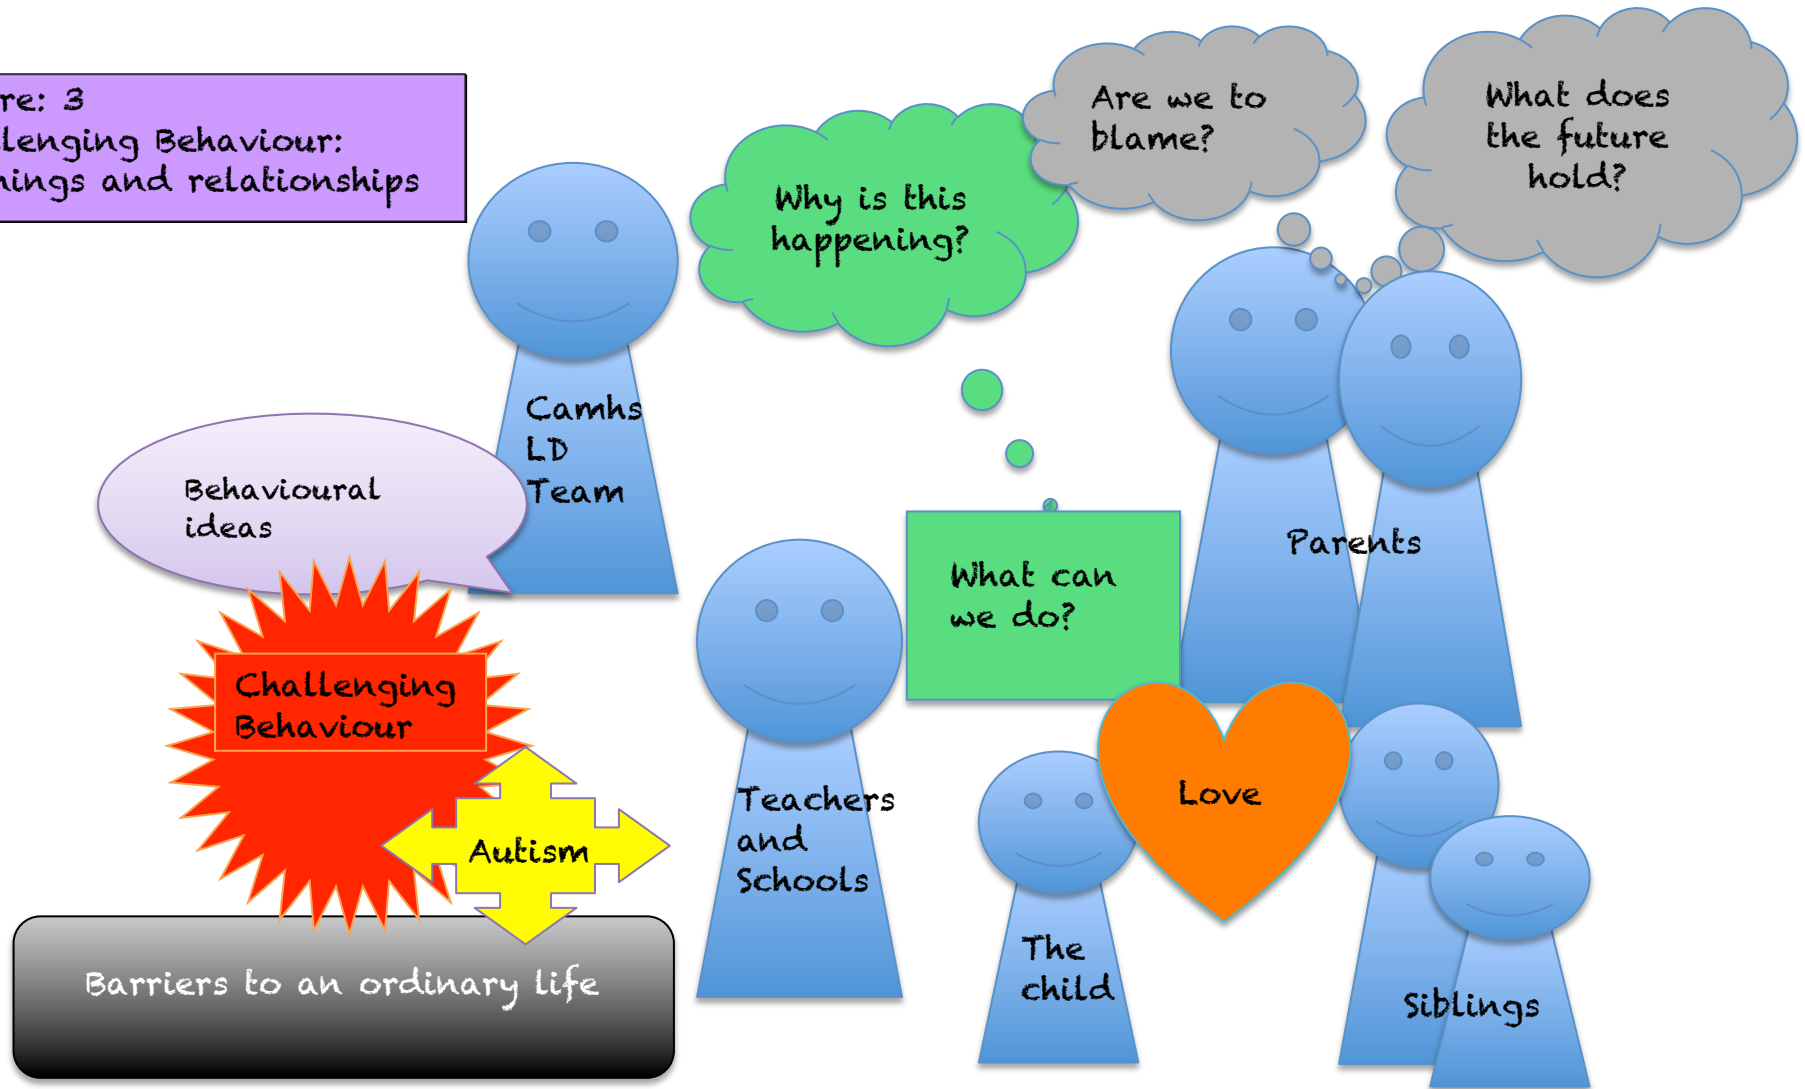 re: 3
lenging Behaviour:
ings and relationships
Why is this
happening?
Are we to
blame?
What does
the future
hold?
Camhs
LD
Team
Behavioural
ideas
Parents
What can
we do?
Challenging
Behaviour
Teachers
and
Schools
Love
Autism
The
child
Barriers to an ordinary life
Siblings